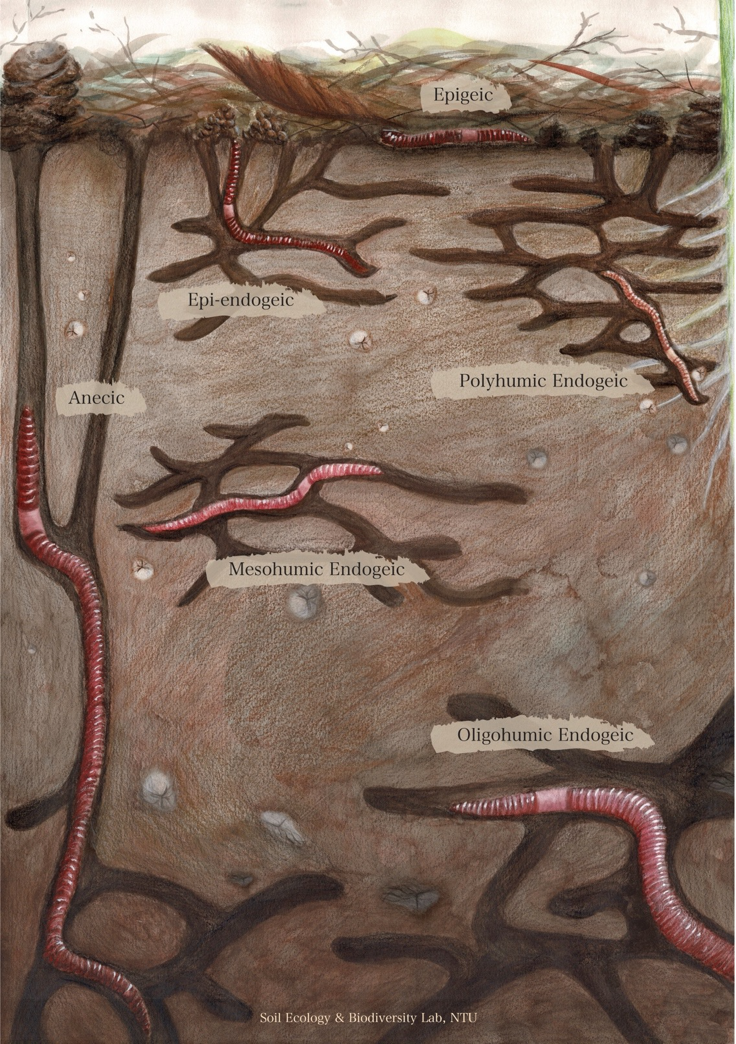 Epigeic
Epi-endogeic
Polyhumic Endogeic
Anecic
Mesohumic Endogeic
Oligohumic Endogeic
Soil Ecology & Biodiversity Lab, NTU